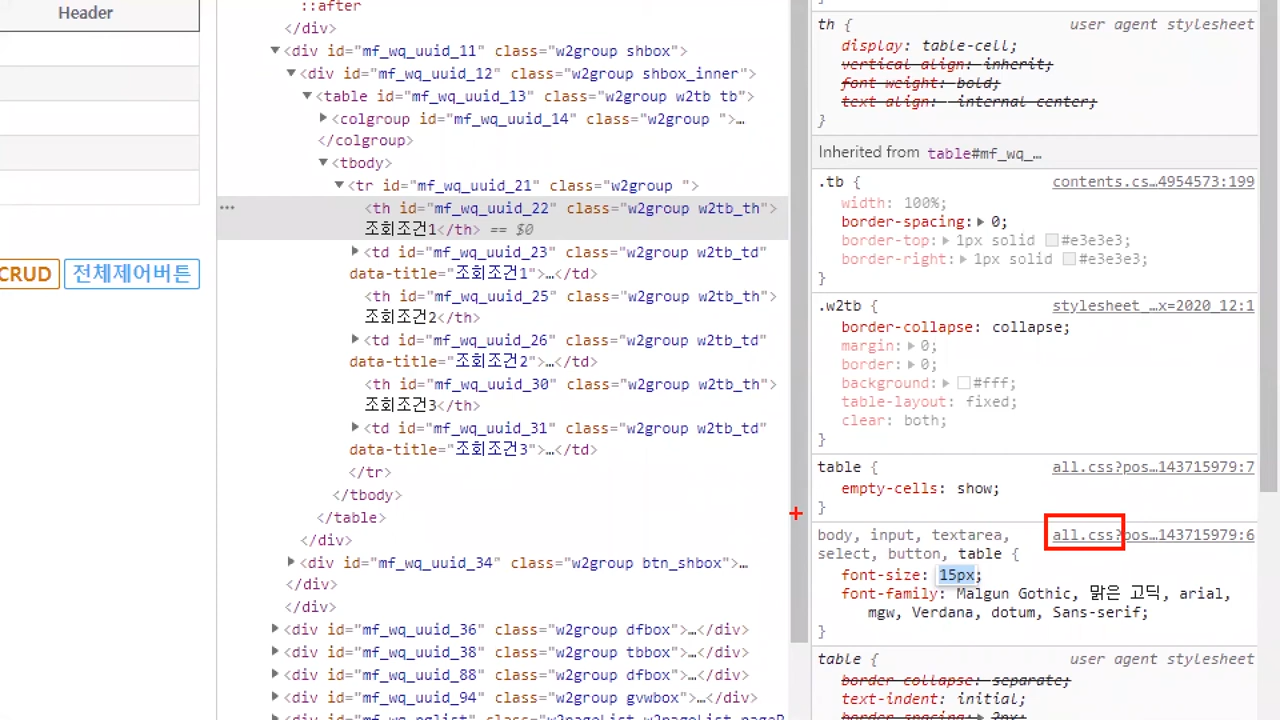 Header
CRUD
전체제어버튼
::after
</div>
▼<div id="mf_wq_uuid_11" class="w2group shbox">
▼<div id="mf_wq_uuid_12" class="w2group shbox_inner">
▼<table id="mf_wq_uuid_13" class="w2group w2tb tb">
▶<colgroup id="mf_wq_uuid_14" class="w2group ">…
</colgroup>
▼<tbody>
▼<tr id="mf_wq_uuid_21" class="w2group ">
<th id="mf_wq_uuid_22" class="w2group w2tb_th">
조회조건1</th> == $0
▶<td id="mf_wq_uuid_23" class="w2group w2tb_td"
data-title="조회조건1">…</td>
<th id="mf_wq_uuid_25" class="w2group w2tb_th">
조회조건2</th>
▶<td id="mf_wq_uuid_26" class="w2group w2tb_td"
data-title="조회조건2">…</td>
<th id="mf_wq_uuid_30" class="w2group w2tb_th">
조회조건3</th>
▶<td id="mf_wq_uuid_31" class="w2group w2tb_td"
data-title="조회조건3">…</td>
</tr>
</tbody>
</table>
</div>
▶<div id="mf_wq_uuid_34" class="w2group btn_shbox">…
</div>
</div>
▶<div id="mf_wq_uuid_36" class="w2group dfbox">…</div>
▶<div id="mf_wq_uuid_38" class="w2group tbbox">…</div>
▶<div id="mf_wq_uuid_88" class="w2group dfbox">…</div>
▶<div id="mf_wq_uuid_94" class="w2group gvwbox">…</div>
th { user agent stylesheet
display: table-cell;
vertical-align: inherit;
font-weight: bold;
text-align: -internal-center;
}
Inherited from table#mf_wq_…
.tb { contents.cs…4954573:199
width: 100%;
border-spacing:▶ 0;
border-top:▶ 1px solid #e3e3e3;
border-right:▶ 1px solid #e3e3e3;
}
.w2tb { stylesheet_…x=2020_12:1
border-collapse: collapse;
margin:▶ 0;
border:▶ 0;
background:▶ #fff;
table-layout: fixed;
clear: both;
}
table { all.css?pos…143715979:7
empty-cells: show;
}
body, input, textarea, all.css?pos…143715979:6
select, button, table {
font-size: 15px;
font-family: Malgun Gothic, 맑은 고딕, arial,
mgw, Verdana, dotum, Sans-serif;
}
table { user agent stylesheet
border-collapse: separate;
text-indent: initial;
border-spacing:▶ 2px;